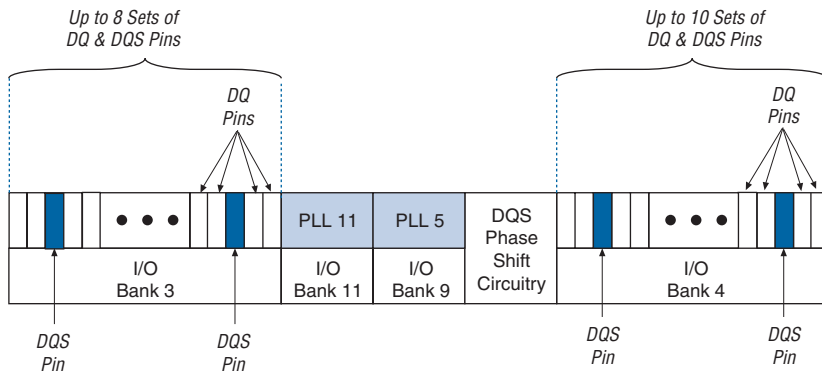 Up to 8 Sets of
DQ & DQS Pins
Up to 10 Sets of
DQ & DQS Pins
DQ
Pins
DQ
Pins
PLL 11
PLL 5
DQS
Phase
Shift
Circuitry
I/O
Bank 3
I/O
Bank 11
I/O
Bank 9
I/O
Bank 4
DQS
Pin
DQS
Pin
DQS
Pin
DQS
Pin